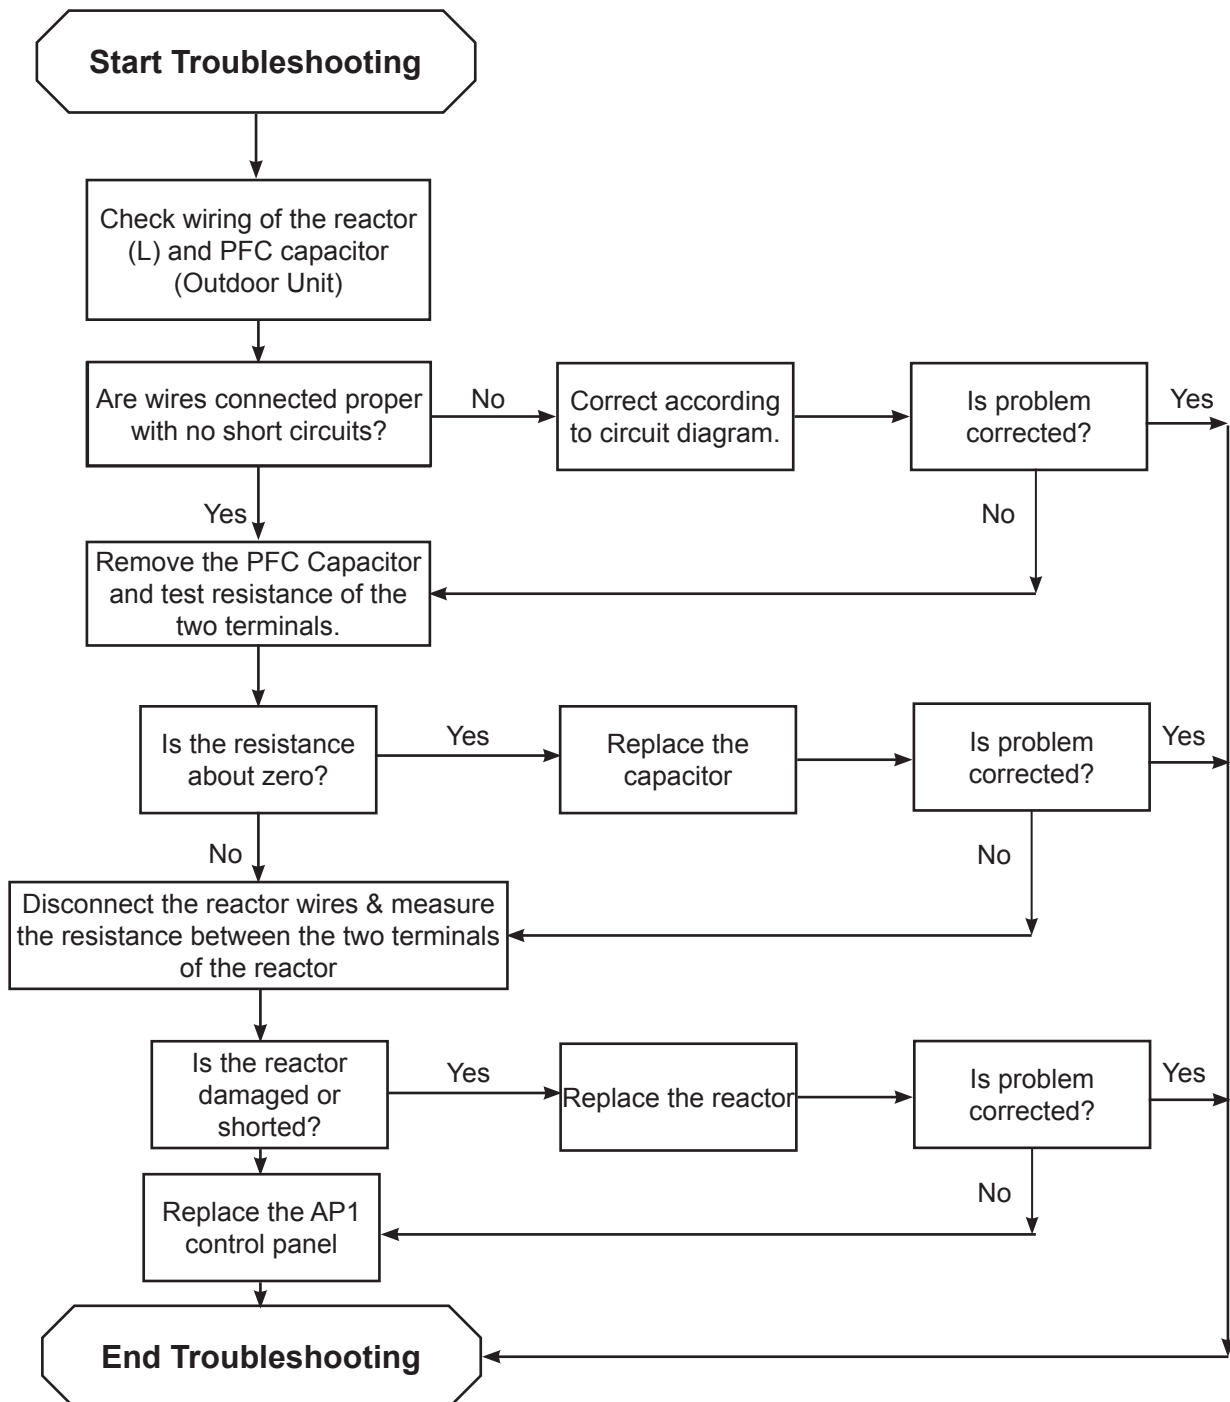 Start Troubleshooting
Check wiring of the reactor
(L) and PFC capacitor
(Outdoor Unit)
Are wires connected proper
with no short circuits?
No
Correct according
to circuit diagram.
Is problem
corrected?
Yes
Yes
No
Remove the PFC Capacitor
and test resistance of the
two terminals.
Is the resistance
about zero?
Yes
Replace the
capacitor
Is problem
corrected?
Yes
No
No
Disconnect the reactor wires & measure
the resistance between the two terminals
of the reactor
Is the reactor
damaged or
shorted?
Yes
Replace the reactor
Is problem
corrected?
Yes
No
Replace the AP1
control panel
End Troubleshooting